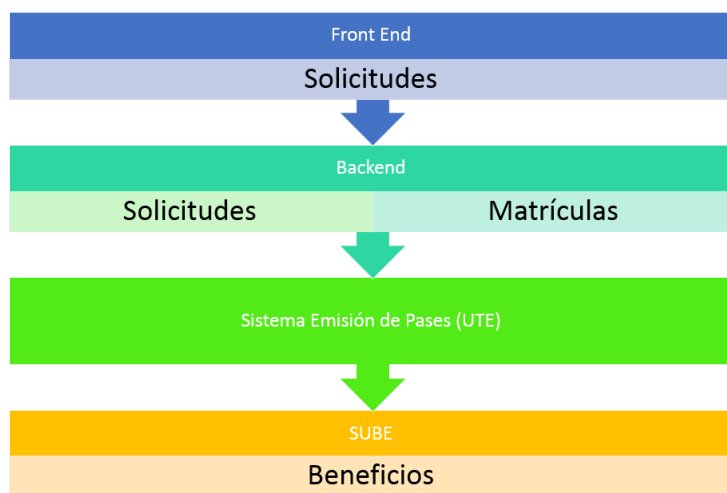 Front End
Solicitudes
Backend
Solicitudes Matrículas
Sistema Emisión de Pases (UTE)
SUBE
Beneficios